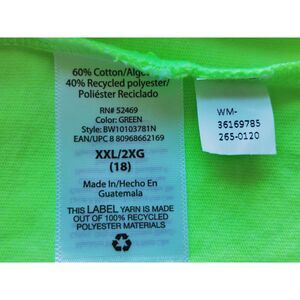 60% Cotton/Algo
40% Recycled polyester/
Poliéster Reciclado
RN# 52469
Color: GREEN
Style: BW10103781N
EAN/UPC 8 80968662169
XXL/2XG
(18)
Made In/Hecho En
Guatemala
THIS LABEL YARN IS MADE
OUT OF 100% RECYCLED
POLYESTER MATERIALS
WM-
36169785
265-0120